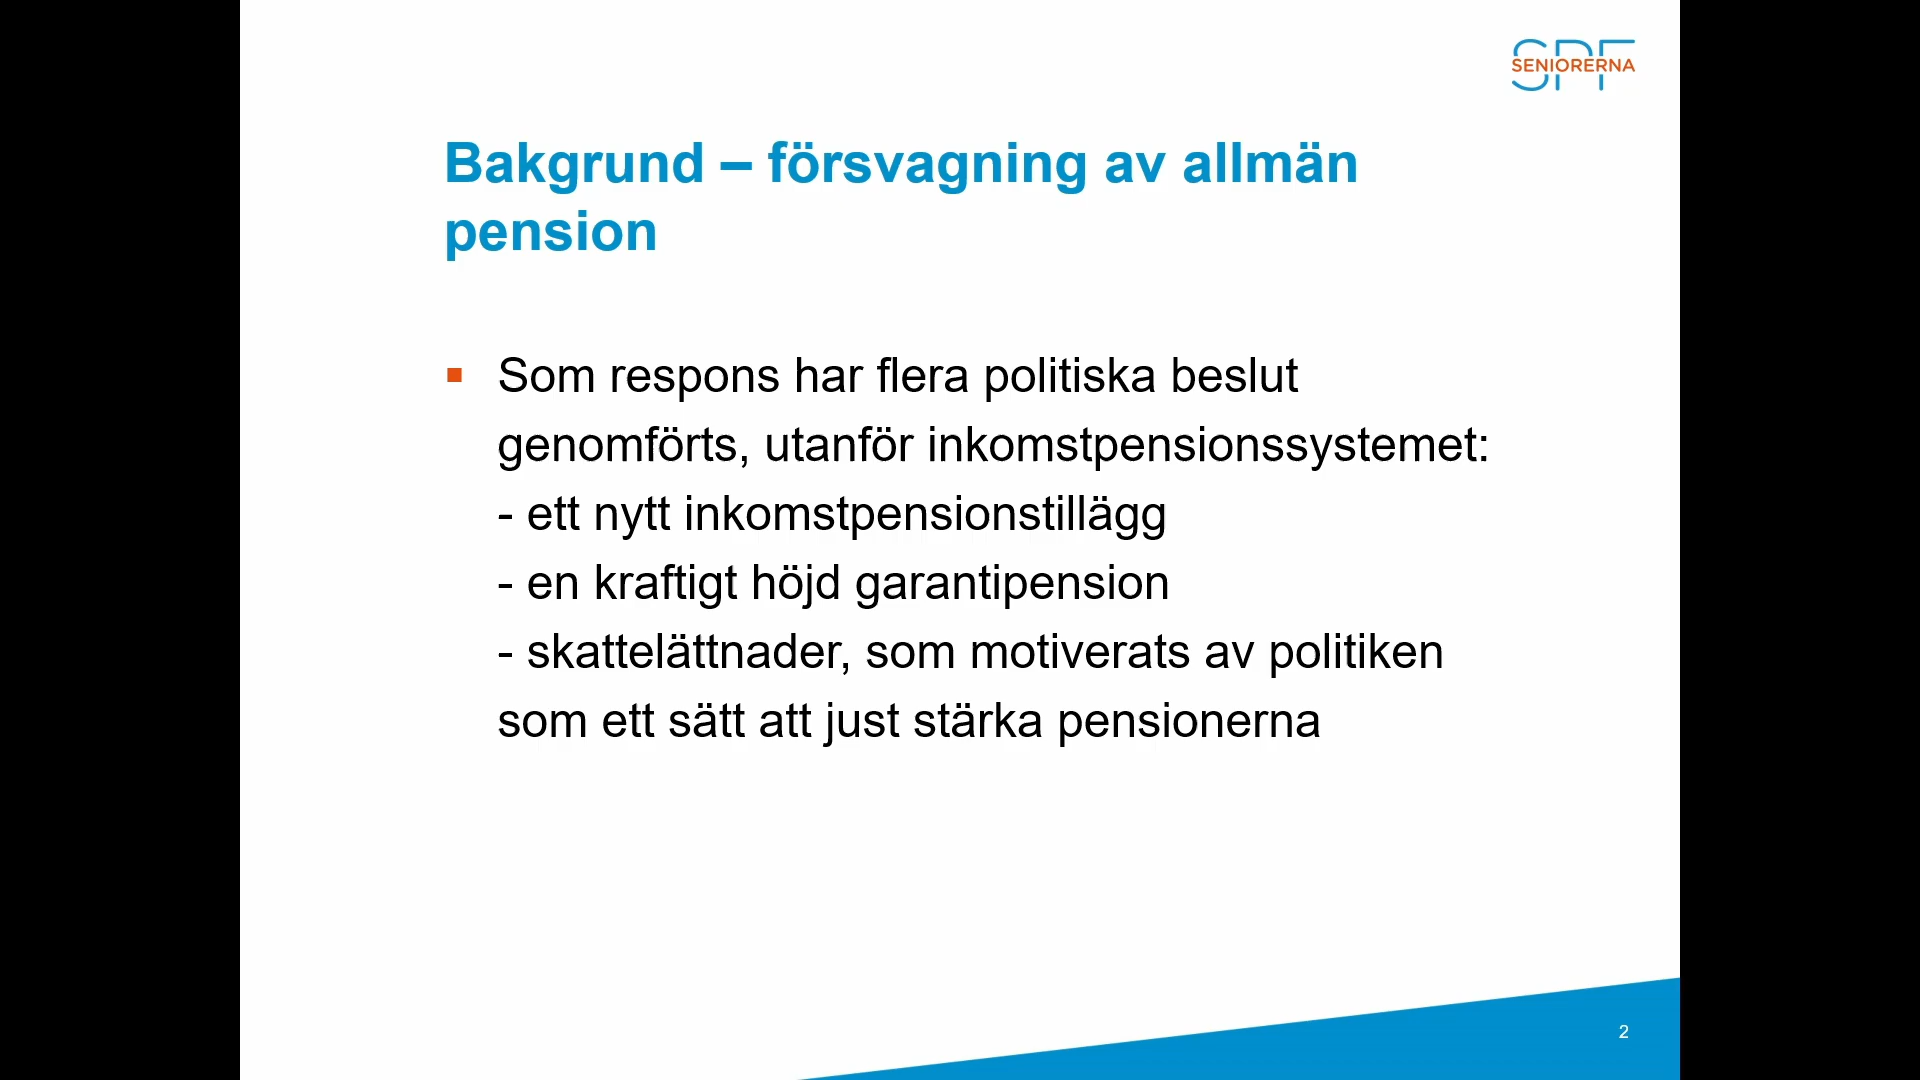 SPF
SENIORERNA
Bakgrund – försvagning av allmän
pension
▪ Som respons har flera politiska beslut
genomförts, utanför inkomstpensionssystemet:
- ett nytt inkomstpensionstillägg
- en kraftigt höjd garantipension
- skattelättnader, som motiverats av politiken
som ett sätt att just stärka pensionerna
2